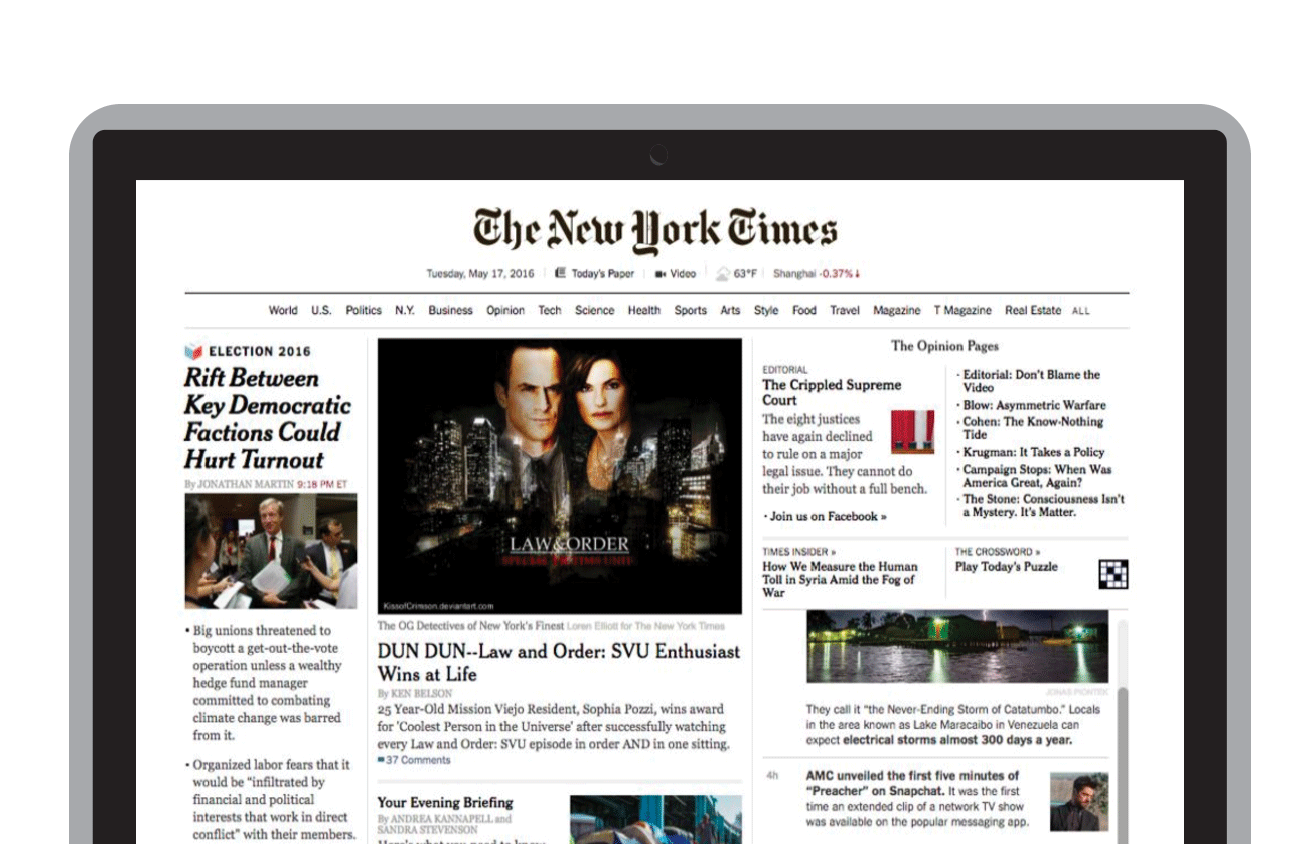 The New York Times
Tuesday, May 17, 2016
Today's Paper
Video
63°F
Shanghai -0.37%↓
World U.S. Politics N.Y. Business Opinion Tech Science Health Sports Arts Style Food Travel Magazine T Magazine Real Estate ALL
ELECTION 2016
Rift Between
Key Democratic
Factions Could
Hurt Turnout
By JONATHAN MARTIN 9:18 PM ET
• Big unions threatened to
boycott a get-out-the-vote
operation unless a wealthy
hedge fund manager
committed to combating
climate change was barred
from it.
• Organized labor fears that it
would be “infiltrated by
financial and political
interests that work in direct
conflict” with their members.
LAW & ORDER
SPECIAL VICTIMS UNIT
KissofCrimson.deviantart.com
The OG Detectives of New York's Finest Loren Elliott for The New York Times
DUN DUN--Law and Order: SVU Enthusiast
Wins at Life
By KEN BELSON
25 Year-Old Mission Viejo Resident, Sophia Pozzi, wins award
for 'Coolest Person in the Universe' after successfully watching
every Law and Order: SVU episode in order AND in one sitting.
37 Comments
Your Evening Briefing
By ANDREA KANNAPELL and
SANDRA STEVENSON
Here's what you need to know
The Opinion Pages
EDITORIAL
The Crippled Supreme
Court
The eight justices
have again declined
to rule on a major
legal issue. They cannot do
their job without a full bench.
• Join us on Facebook »
• Editorial: Don't Blame the
Video
• Blow: Asymmetric Warfare
• Cohen: The Know-Nothing
Tide
• Krugman: It Takes a Policy
• Campaign Stops: When Was
America Great, Again?
• The Stone: Consciousness Isn't
a Mystery. It's Matter.
TIMES INSIDER »
How We Measure the Human
Toll in Syria Amid the Fog of
War
THE CROSSWORD »
Play Today's Puzzle
JONAS PIONTEK
They call it “the Never-Ending Storm of Catatumbo.” Locals
in the area known as Lake Maracaibo in Venezuela can
expect electrical storms almost 300 days a year.
4h
AMC unveiled the first five minutes of
“Preacher” on Snapchat. It was the first
time an extended clip of a network TV show
was available on the popular messaging app.